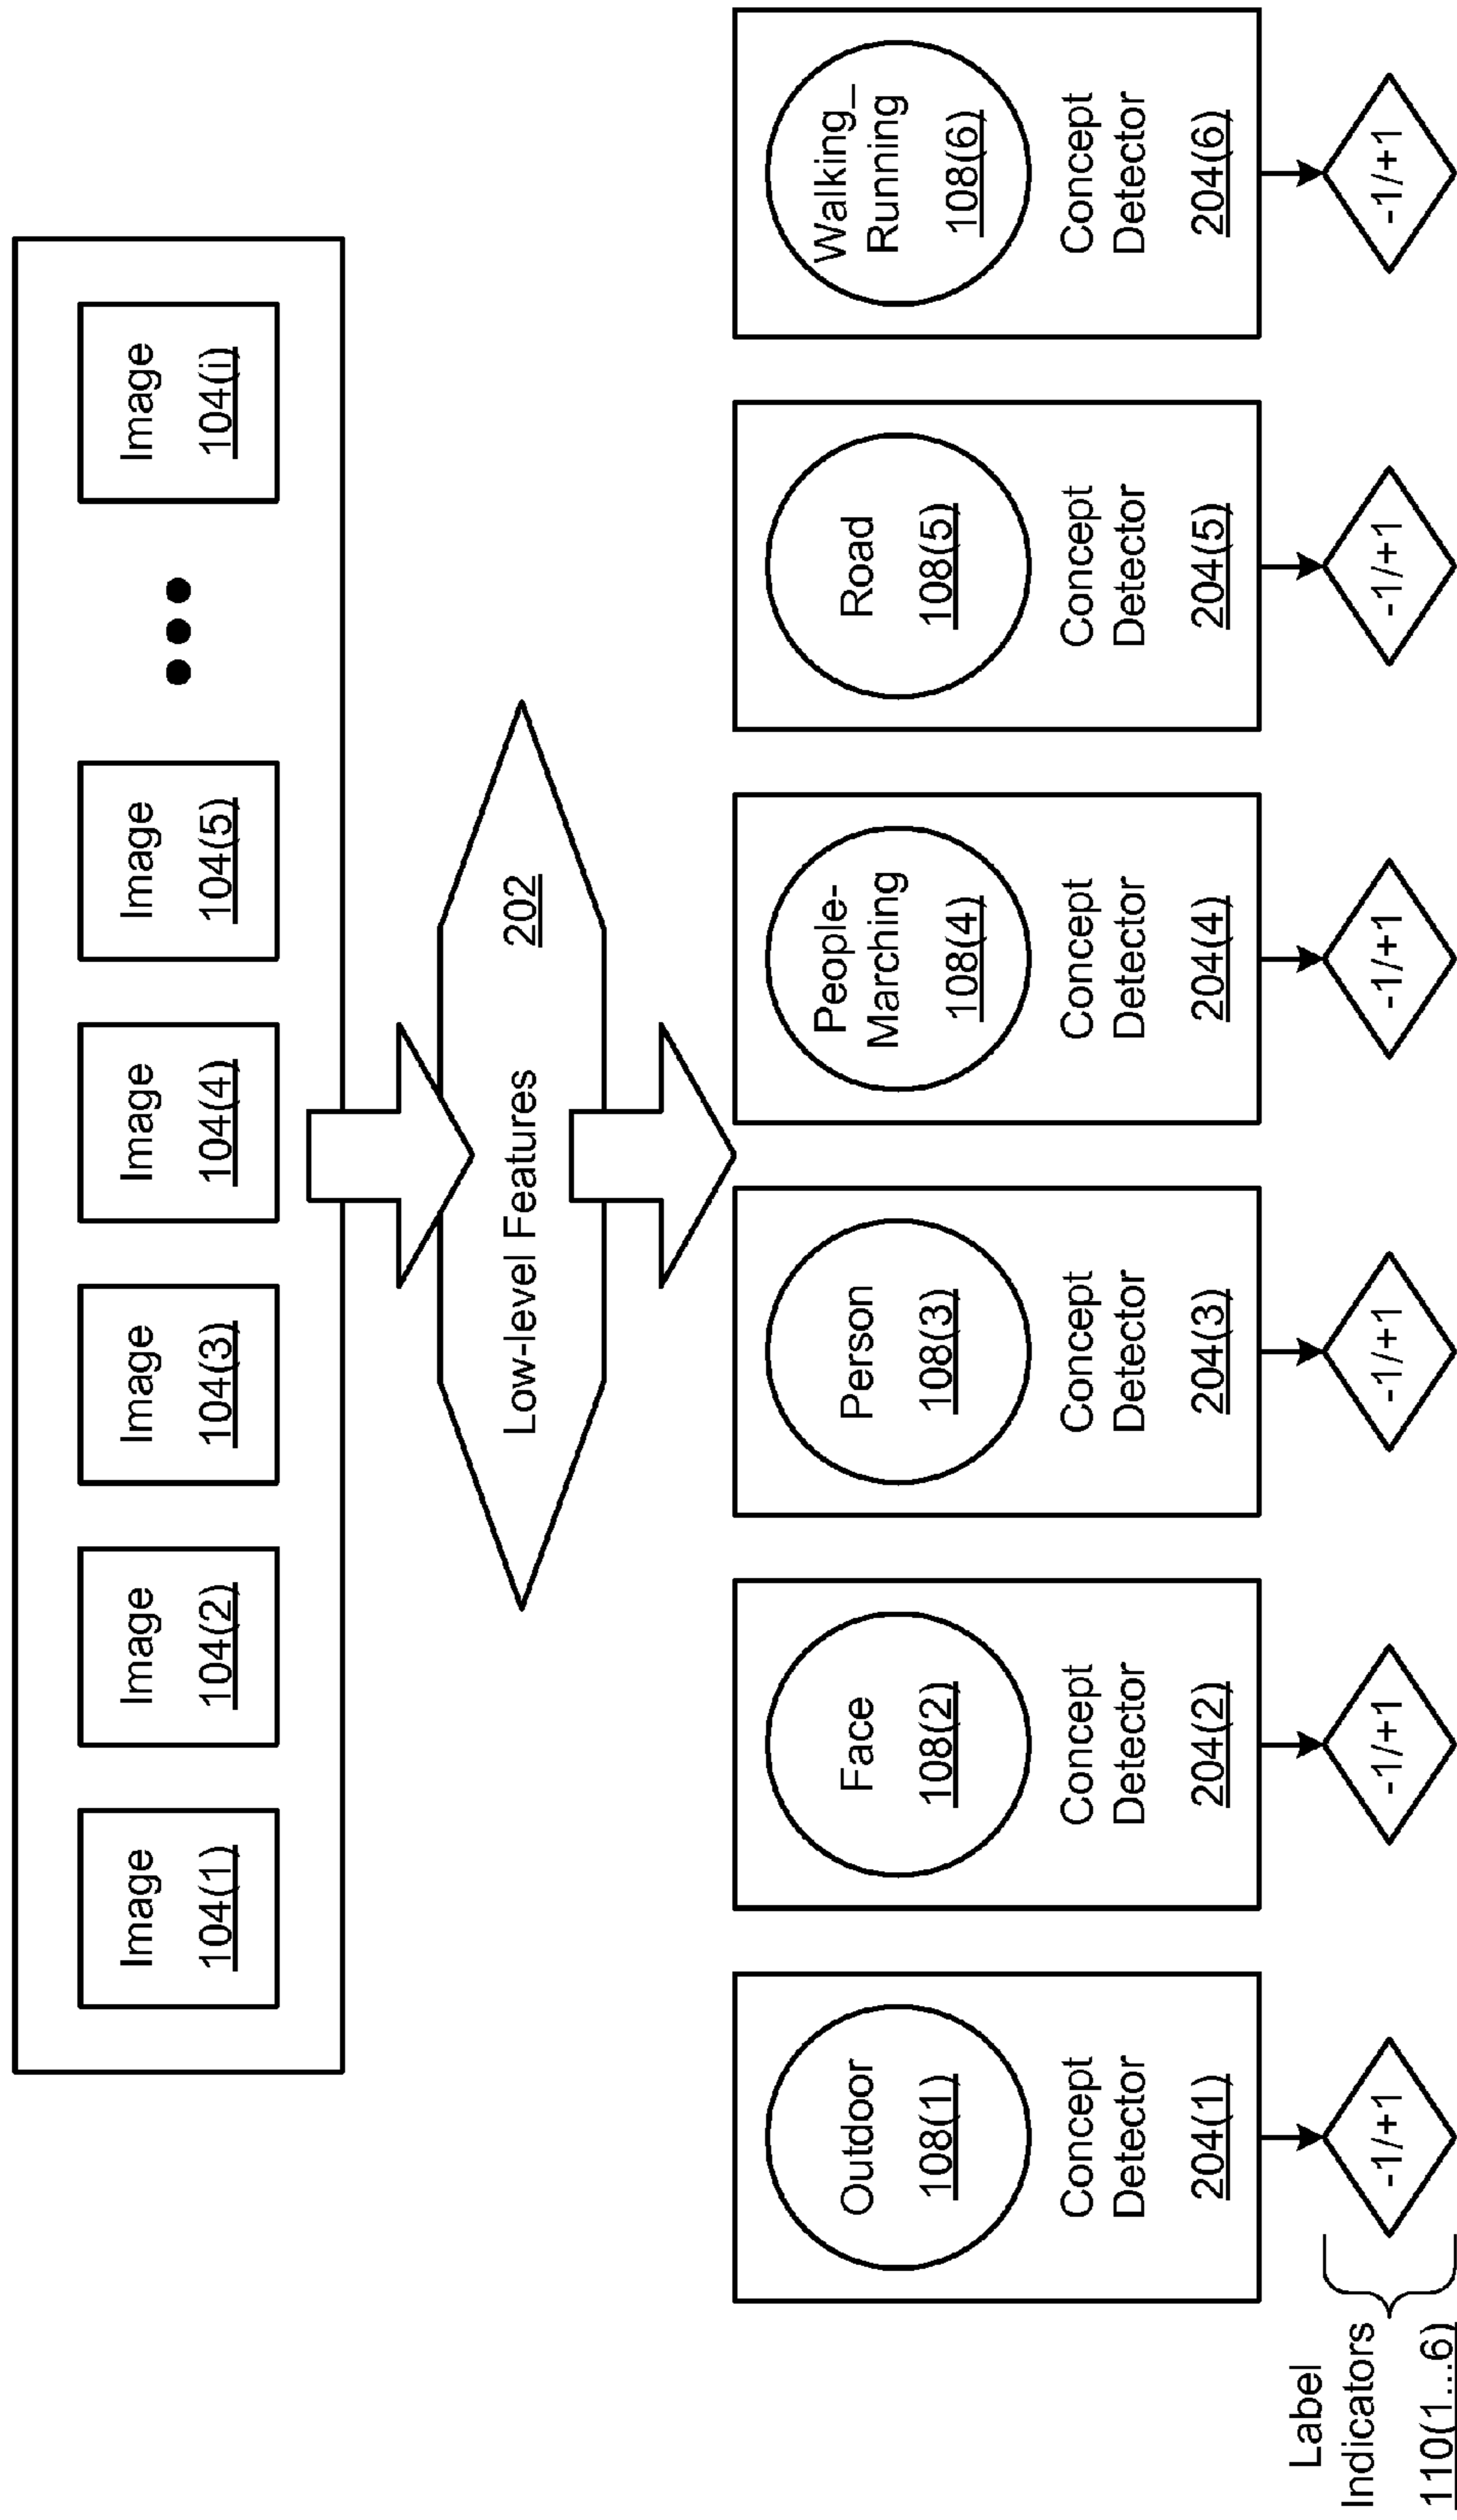 Image
104(1)
Image
104(2)
Image
104(3)
Image
104(4)
Image
104(5)
Image
104(i)
Low-level Features
202
Outdoor
108(1)
Concept
Detector
204(1)
Face
108(2)
Concept
Detector
204(2)
Person
108(3)
Concept
Detector
204(3)
People-
Marching
108(4)
Concept
Detector
204(4)
Road
108(5)
Concept
Detector
204(5)
Walking_
Running
108(6)
Concept
Detector
204(6)
Label
Indicators
110(1...6)
-1/+1
-1/+1
-1/+1
-1/+1
-1/+1
-1/+1